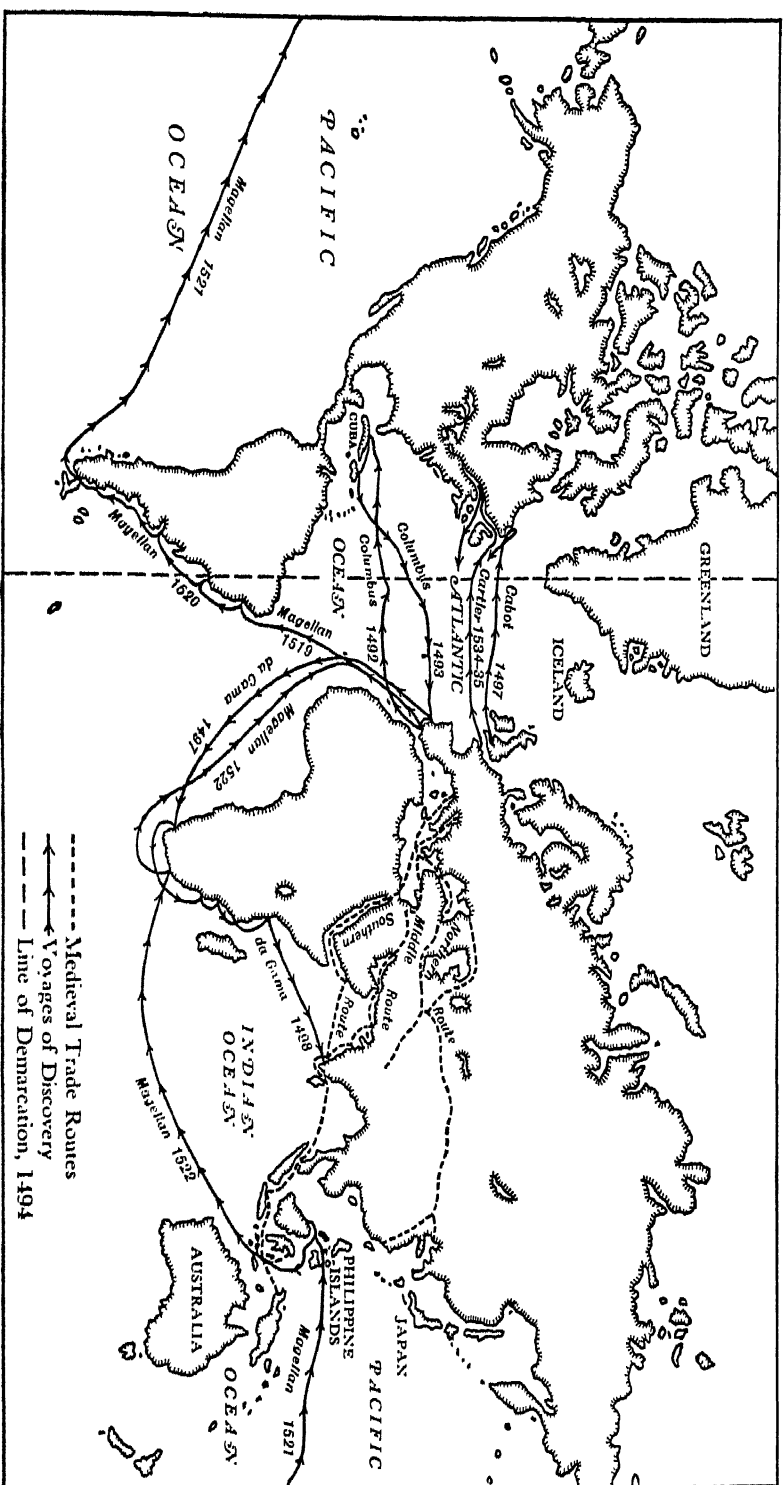 GREENLAND
ICELAND
PACIFIC
OCEAN
Magellan 1521
CUBA
Columbus 1493
Columbus 1492
ATLANTIC
OCEAN
Cabot 1497
Cartier 1534-35
Magellan 1520
Magellan 1519
da Gama 1497
Magellan 1522
Northern Route
Middle Route
Southern Route
da Gama 1498
INDIAN
OCEAN
Magellan 1522
JAPAN
PHILIPPINE
ISLANDS
PACIFIC
OCEAN
Magellan 1521
AUSTRALIA
Medieval Trade Routes
Voyages of Discovery
Line of Demarcation, 1494